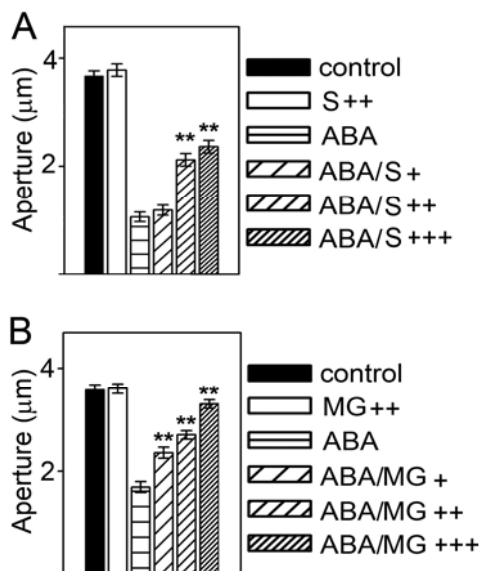 A
Aperture (μm)
4
2
**
**
control
S++
ABA
ABA/S+
ABA/S++
ABA/S+++
B
Aperture (μm)
4
2
**
**
**
control
MG++
ABA
ABA/MG +
ABA/MG ++
ABA/MG +++